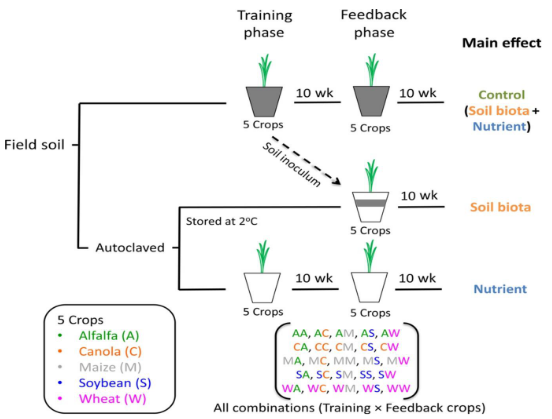 Training phase
Feedback phase
Main effect
10 wk
10 wk
Control
(Soil biota +
Nutrient)
5 Crops
5 Crops
Field soil
Soil inoculum
10 wk
Soil biota
Stored at 2ºC
5 Crops
Autoclaved
10 wk
10 wk
Nutrient
5 Crops
5 Crops
5 Crops
• Alfalfa (A)
• Canola (C)
• Maize (M)
• Soybean (S)
• Wheat (W)
AA, AC, AM, AS, AW
CA, CC, CM, CS, CW
MA, MC, MM, MS, MW
SA, SC, SM, SS, SW
WA, WC, WM, WS, WW
All combinations (Training × Feedback crops)